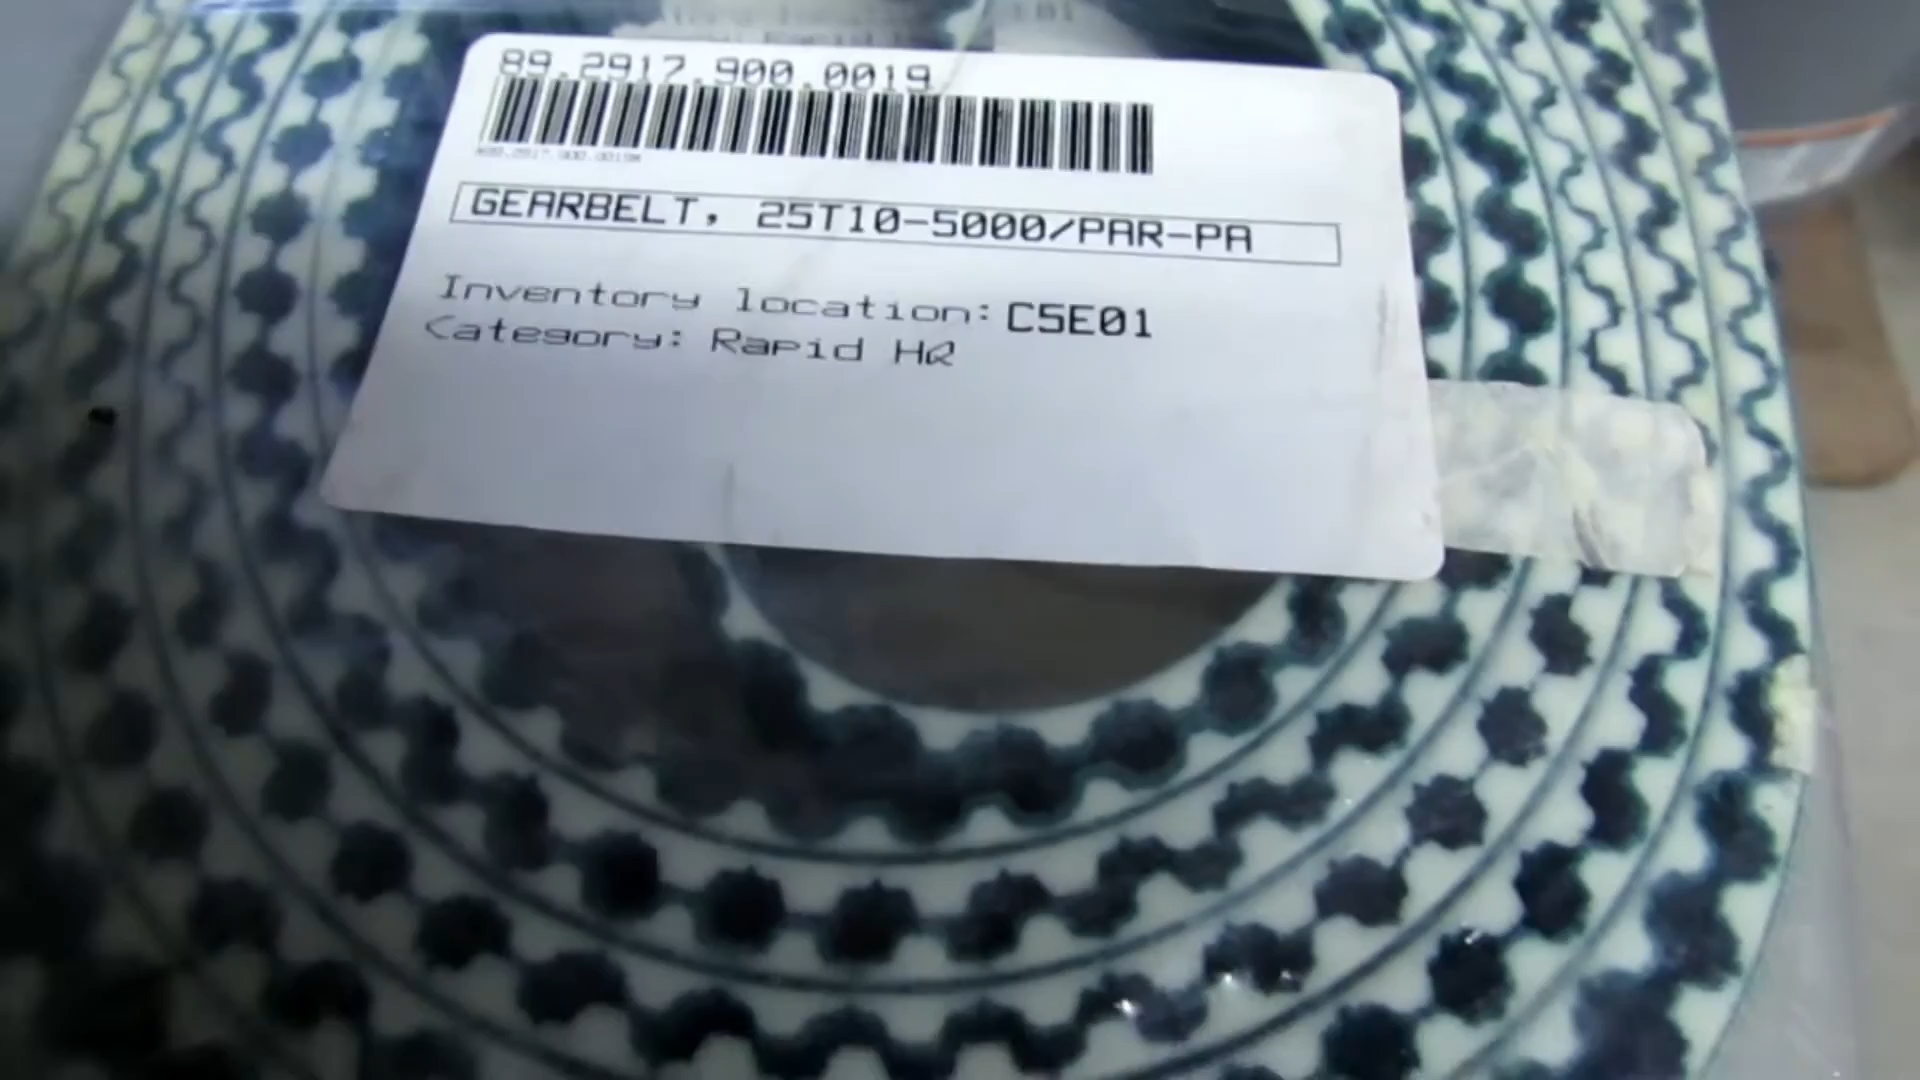 89.2917.900.0019
GEARBELT, 25T10-5000/PAR-PA
Inventory location: C5E01
Category: Rapid HQ